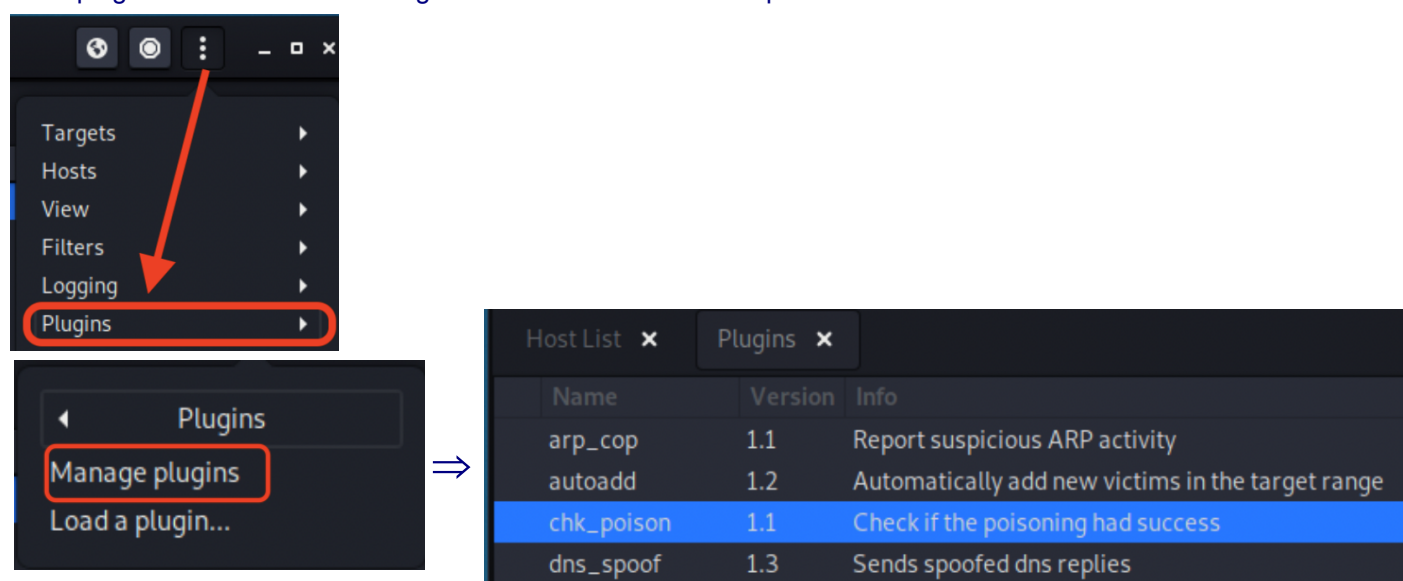 Targets
Hosts
View
Filters
Logging
Plugins
Plugins
Manage plugins
Load a plugin...
⇒
Host List × Plugins ×
Name Version Info
arp_cop 1.1 Report suspicious ARP activity
autoadd 1.2 Automatically add new victims in the target range
chk_poison 1.1 Check if the poisoning had success
dns_spoof 1.3 Sends spoofed dns replies